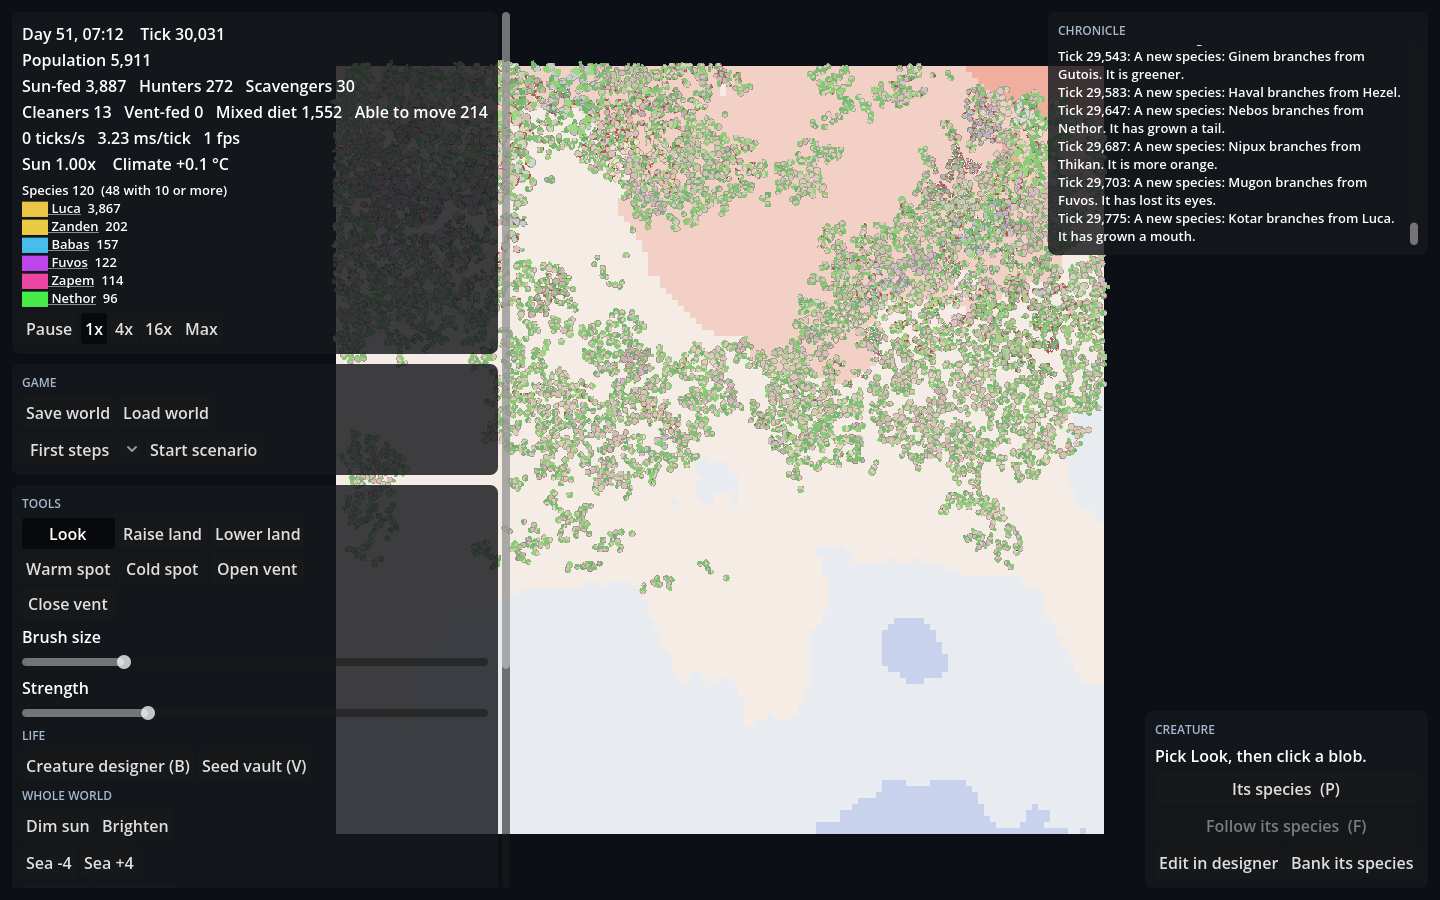 Day 51, 07:12 Tick 30,031
Population 5,911
Sun-fed 3,887 Hunters 272 Scavengers 30
Cleaners 13 Vent-fed 0 Mixed diet 1,552 Able to move 214
0 ticks/s 3.23 ms/tick 1 fps
Sun 1.00x Climate +0.1 °C
Species 120 (48 with 10 or more)
Luca 3,867
Zanden 202
Babas 157
Fuvos 122
Zapem 114
Nethor 96
Pause 1x 4x 16x Max
GAME
Save world Load world
First steps Start scenario
TOOLS
Look Raise land Lower land
Warm spot Cold spot Open vent
Close vent
Brush size
Strength
LIFE
Creature designer (B) Seed vault (V)
WHOLE WORLD
Dim sun Brighten
Sea -4 Sea +4
CHRONICLE
Tick 29,543: A new species: Ginem branches from
Gutois. It is greener.
Tick 29,583: A new species: Haval branches from Hezel.
Tick 29,647: A new species: Nebos branches from
Nethor. It has grown a tail.
Tick 29,687: A new species: Nipux branches from
Thikan. It is more orange.
Tick 29,703: A new species: Mugon branches from
Fuvos. It has lost its eyes.
Tick 29,775: A new species: Kotar branches from Luca.
It has grown a mouth.
CREATURE
Pick Look, then click a blob.
Its species (P)
Follow its species (F)
Edit in designer Bank its species